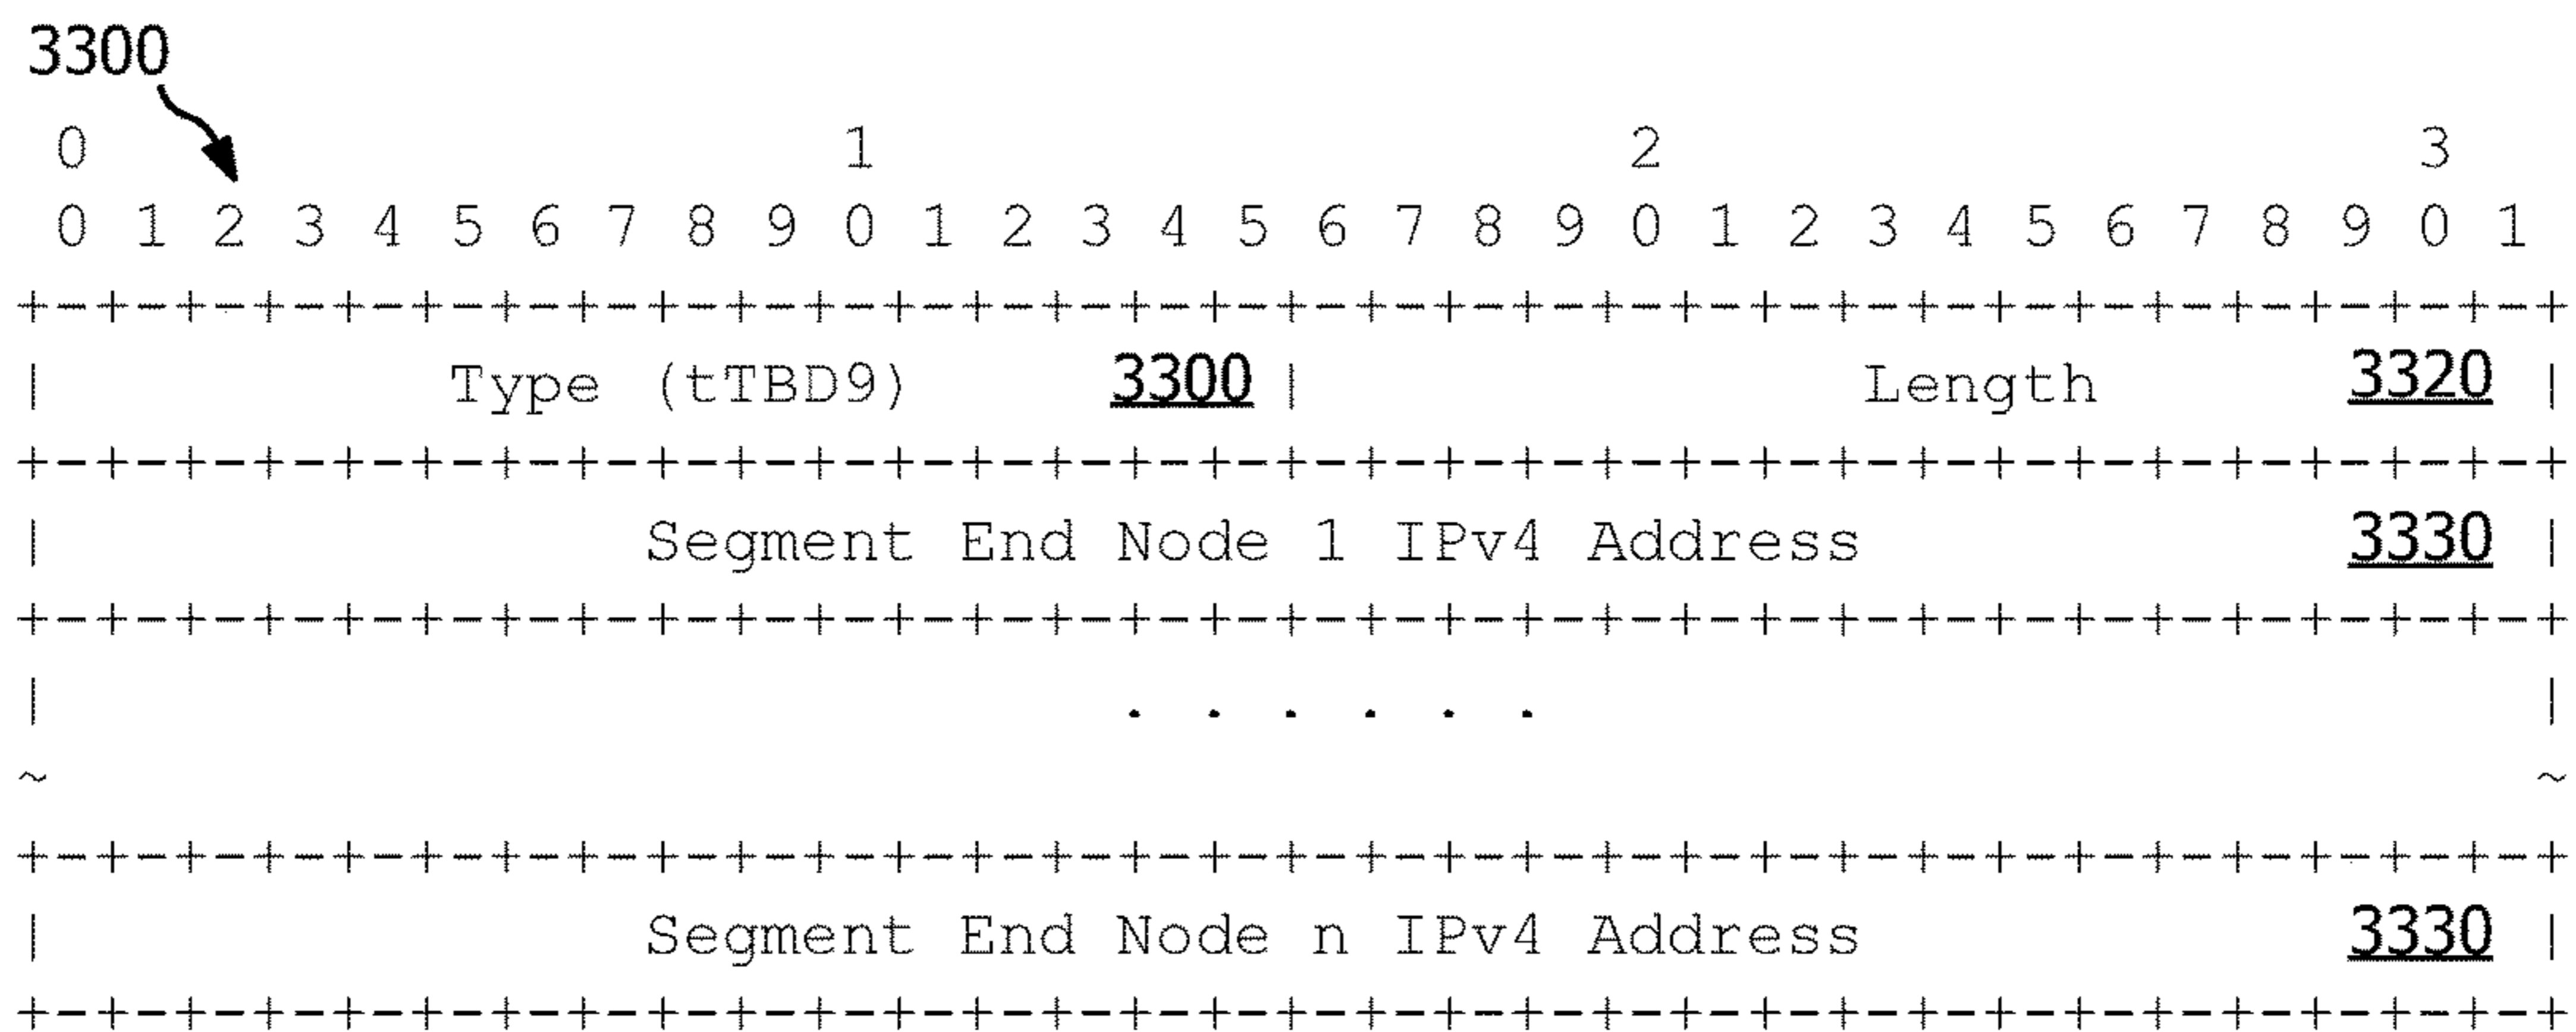 3300
0 1 2 3
0 1 2 3 4 5 6 7 8 9 0 1 2 3 4 5 6 7 8 9 0 1 2 3 4 5 6 7 8 9 0 1
+-+-+-+-+-+-+-+-+-+-+-+-+-+-+-+-+-+-+-+-+-+-+-+-+-+-+-+-+-+-+-+-+
| Type (tTBD9) 3300 | Length 3320 |
+-+-+-+-+-+-+-+-+-+-+-+-+-+-+-+-+-+-+-+-+-+-+-+-+-+-+-+-+-+-+-+-+
| Segment End Node 1 IPv4 Address 3330 |
+-+-+-+-+-+-+-+-+-+-+-+-+-+-+-+-+-+-+-+-+-+-+-+-+-+-+-+-+-+-+-+-+
| . . . . . . |
~ ~
+-+-+-+-+-+-+-+-+-+-+-+-+-+-+-+-+-+-+-+-+-+-+-+-+-+-+-+-+-+-+-+-+
| Segment End Node n IPv4 Address 3330 |
+-+-+-+-+-+-+-+-+-+-+-+-+-+-+-+-+-+-+-+-+-+-+-+-+-+-+-+-+-+-+-+-+